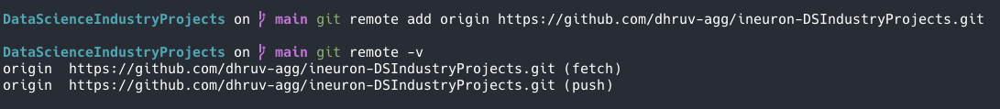 DataScienceIndustryProjects on  main git remote add origin https://github.com/dhruv-agg/ineuron-DSIndustryProjects.git
DataScienceIndustryProjects on  main git remote -v
origin  https://github.com/dhruv-agg/ineuron-DSIndustryProjects.git (fetch)
origin  https://github.com/dhruv-agg/ineuron-DSIndustryProjects.git (push)